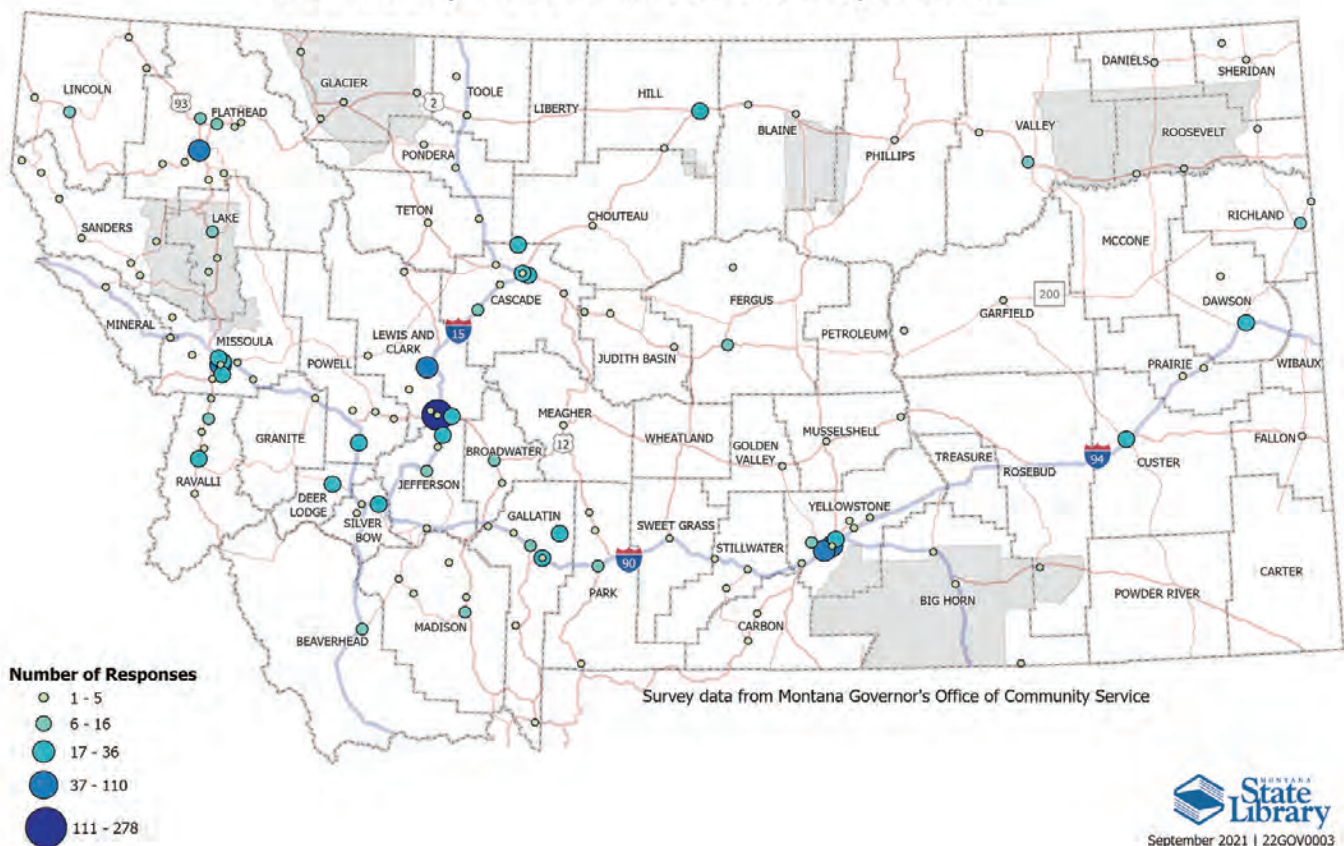 LINCOLN
93
FLATHEAD
GLACIER
2
TOOLE
LIBERTY
HILL
BLAINE
PHILLIPS
VALLEY
DANIELS
SHERIDAN
ROOSEVELT
PONDERA
SANDERS
LAKE
TETON
CHOUTEAU
RICHLAND
MCCONE
MINERAL
MISSOULA
CASCADE
FERGUS
GARFIELD
200
DAWSON
LEWIS AND
CLARK
15
POWELL
JUDITH BASIN
PETROLEUM
PRAIRIE
WIBAUX
MEAGHER
12
GRANITE
BROADWATER
WHEATLAND
GOLDEN
VALLEY
MUSSELSHELL
TREASURE
ROSEBUD
94
CUSTER
FALLON
RAVALLI
DEER
LODGE
JEFFERSON
SILVER
BOW
GALLATIN
SWEET GRASS
STILLWATER
YELLOWSTONE
PARK
90
BIG HORN
POWDER RIVER
CARTER
BEAVERHEAD
MADISON
CARBON
Number of Responses
1 - 5
6 - 16
17 - 36
37 - 110
111 - 278
Survey data from Montana Governor's Office of Community Service
MONTANA
State
Library
September 2021 | 22GOV0003